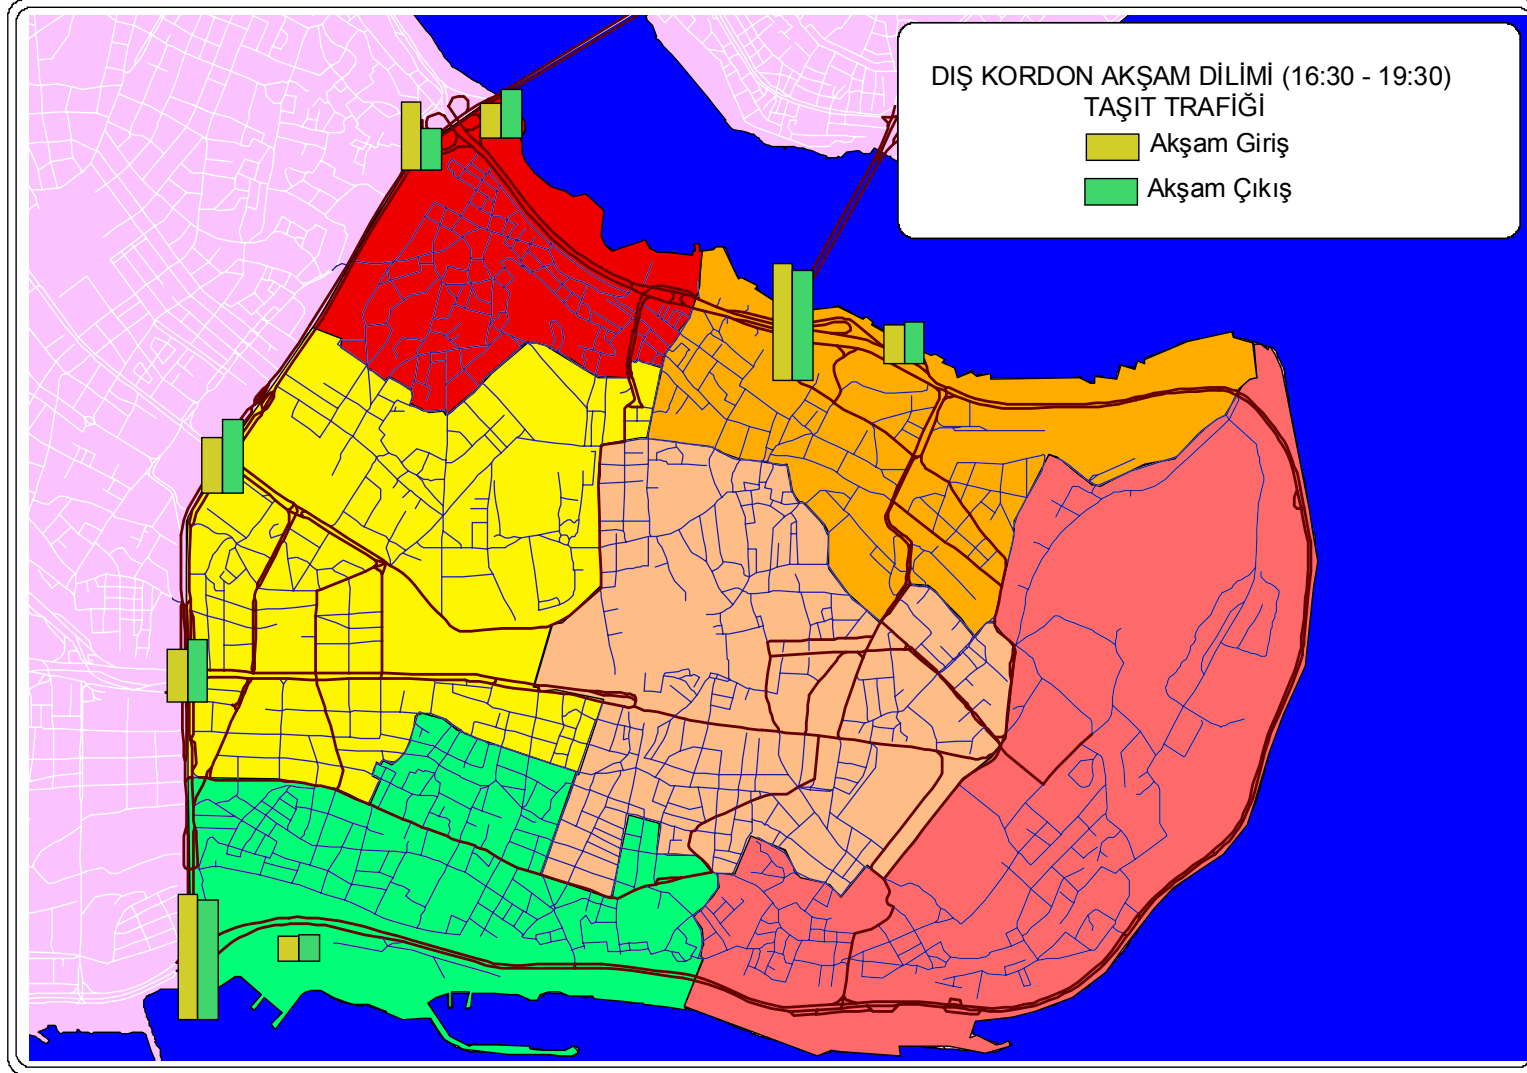 DIŞ KORDON AKŞAM DİLİMİ (16:30 - 19:30)
TAŞIT TRAFİĞİ
Akşam Giriş
Akşam Çıkış